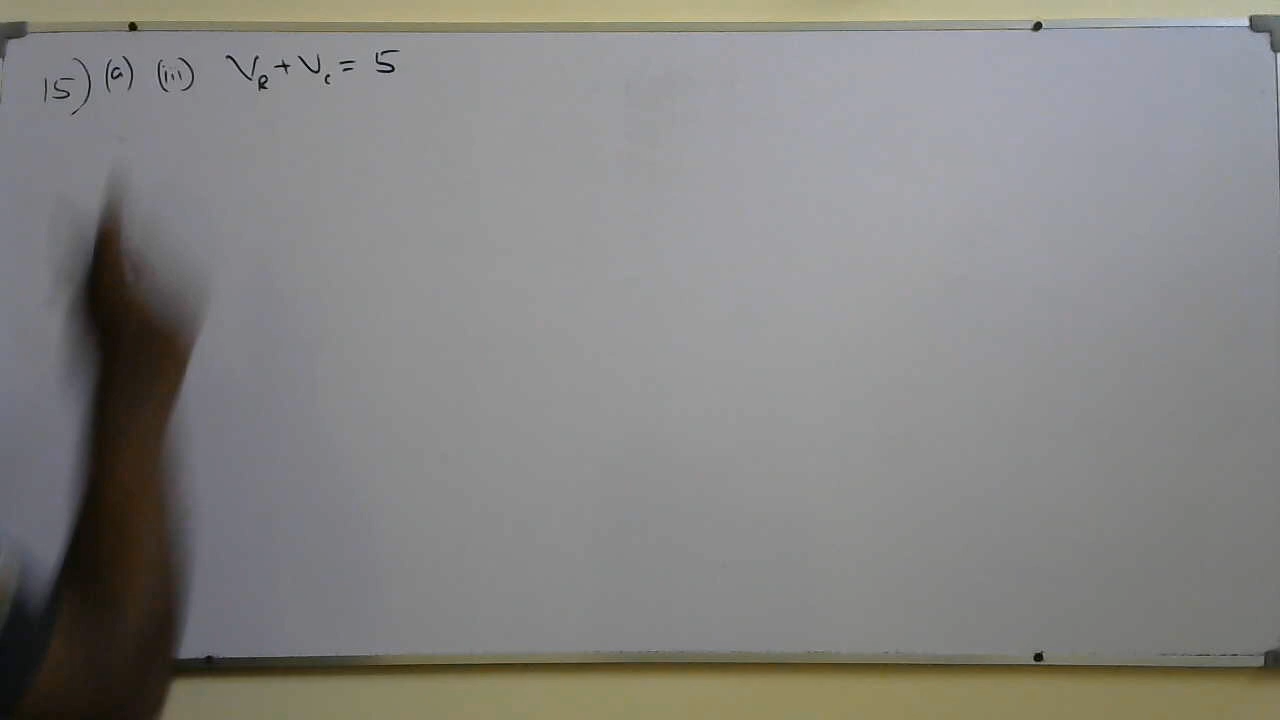 15) (a) (iii) V_R + V_c = 5